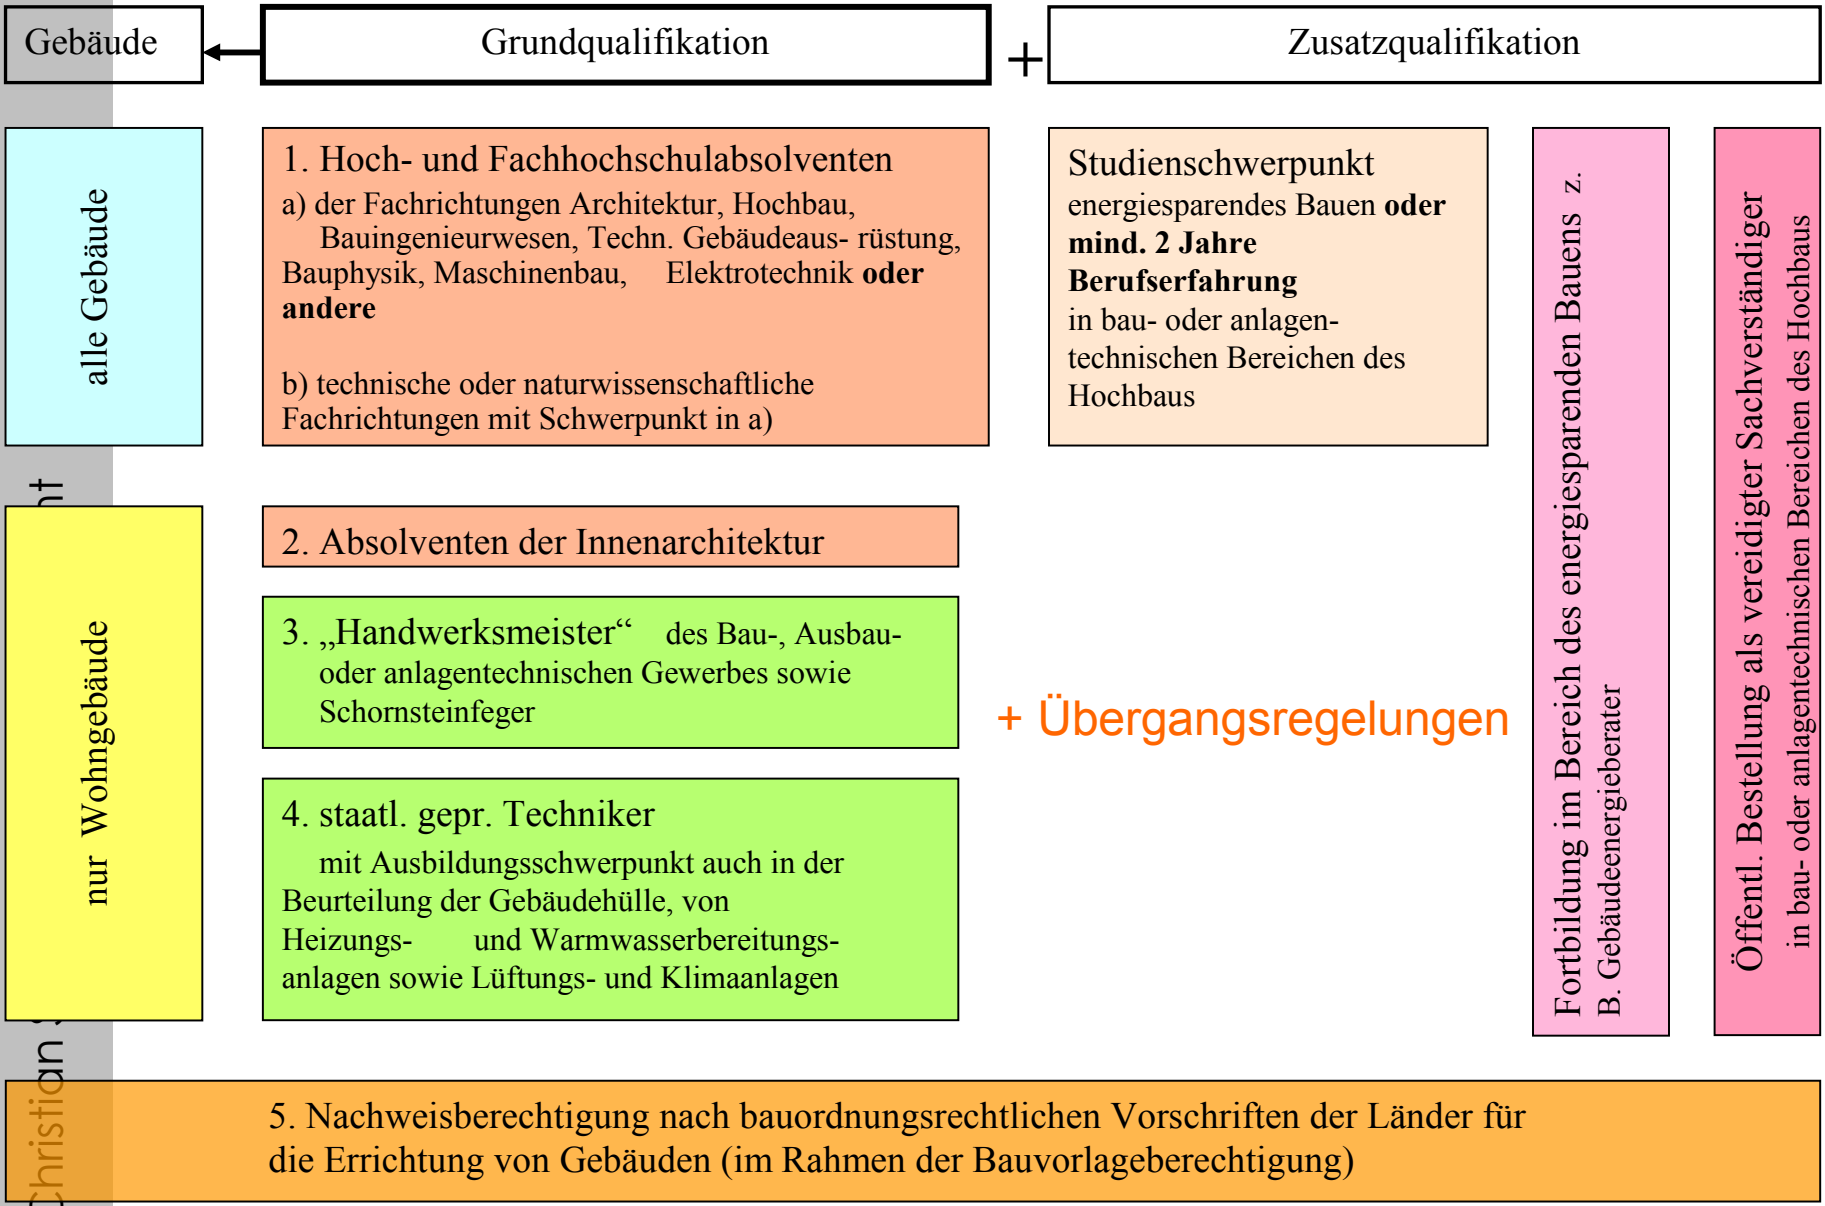 Gebäude
Grundqualifikation
+
Zusatzqualifikation
alle Gebäude
1. Hoch- und Fachhochschulabsolventen
a) der Fachrichtungen Architektur, Hochbau,
Bauingenieurwesen, Techn. Gebäudeaus- rüstung,
Bauphysik, Maschinenbau, Elektrotechnik oder
andere
b) technische oder naturwissenschaftliche
Fachrichtungen mit Schwerpunkt in a)
Studienschwerpunkt
energiesparendes Bauen oder
mind. 2 Jahre
Berufserfahrung
in bau- oder anlagen-
technischen Bereichen des
Hochbaus
Fortbildung im Bereich des energiesparenden Bauens z.
B. Gebäudeenergieberater
Öffentl. Bestellung als vereidigter Sachverständiger
in bau- oder anlagentechnischen Bereichen des Hochbaus
nur Wohngebäude
2. Absolventen der Innenarchitektur
3. „Handwerksmeister“ des Bau-, Ausbau-
oder anlagentechnischen Gewerbes sowie
Schornsteinfeger
+ Übergangsregelungen
4. staatl. gepr. Techniker
mit Ausbildungsschwerpunkt auch in der
Beurteilung der Gebäudehülle, von
Heizungs- und Warmwasserbereitungs-
anlagen sowie Lüftungs- und Klimaanlagen
5. Nachweisberechtigung nach bauordnungsrechtlichen Vorschriften der Länder für
die Errichtung von Gebäuden (im Rahmen der Bauvorlageberechtigung)
Christian